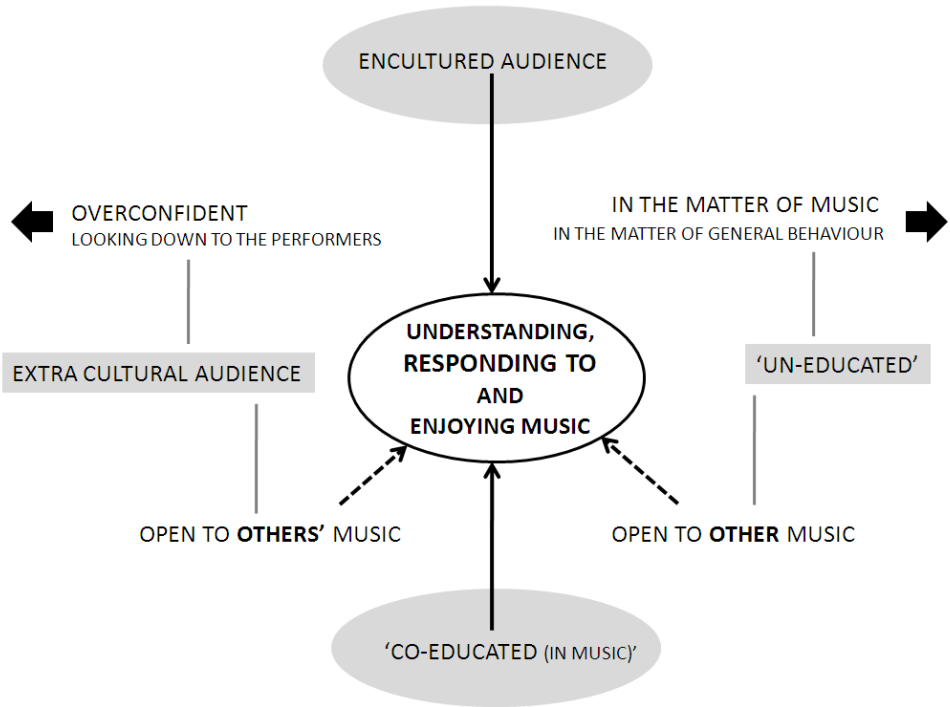 ENCULTURED AUDIENCE
OVERCONFIDENT
LOOKING DOWN TO THE PERFORMERS
IN THE MATTER OF MUSIC
IN THE MATTER OF GENERAL BEHAVIOUR
EXTRA CULTURAL AUDIENCE
UNDERSTANDING,
RESPONDING TO
AND
ENJOYING MUSIC
‘UN-EDUCATED’
OPEN TO OTHERS’ MUSIC
OPEN TO OTHER MUSIC
‘CO-EDUCATED (IN MUSIC)’